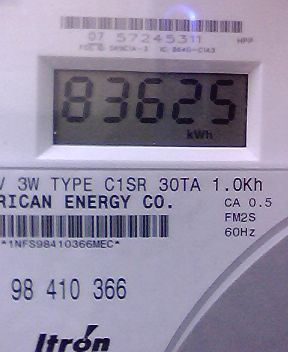 07 57245311 HPP
83625
kWh
V 3W TYPE C1SR 30TA 1.0Kh
RICAN ENERGY CO. CA 0.5
FM2S
*1NFS98410366MEC* 60Hz
98 410 366
Itron